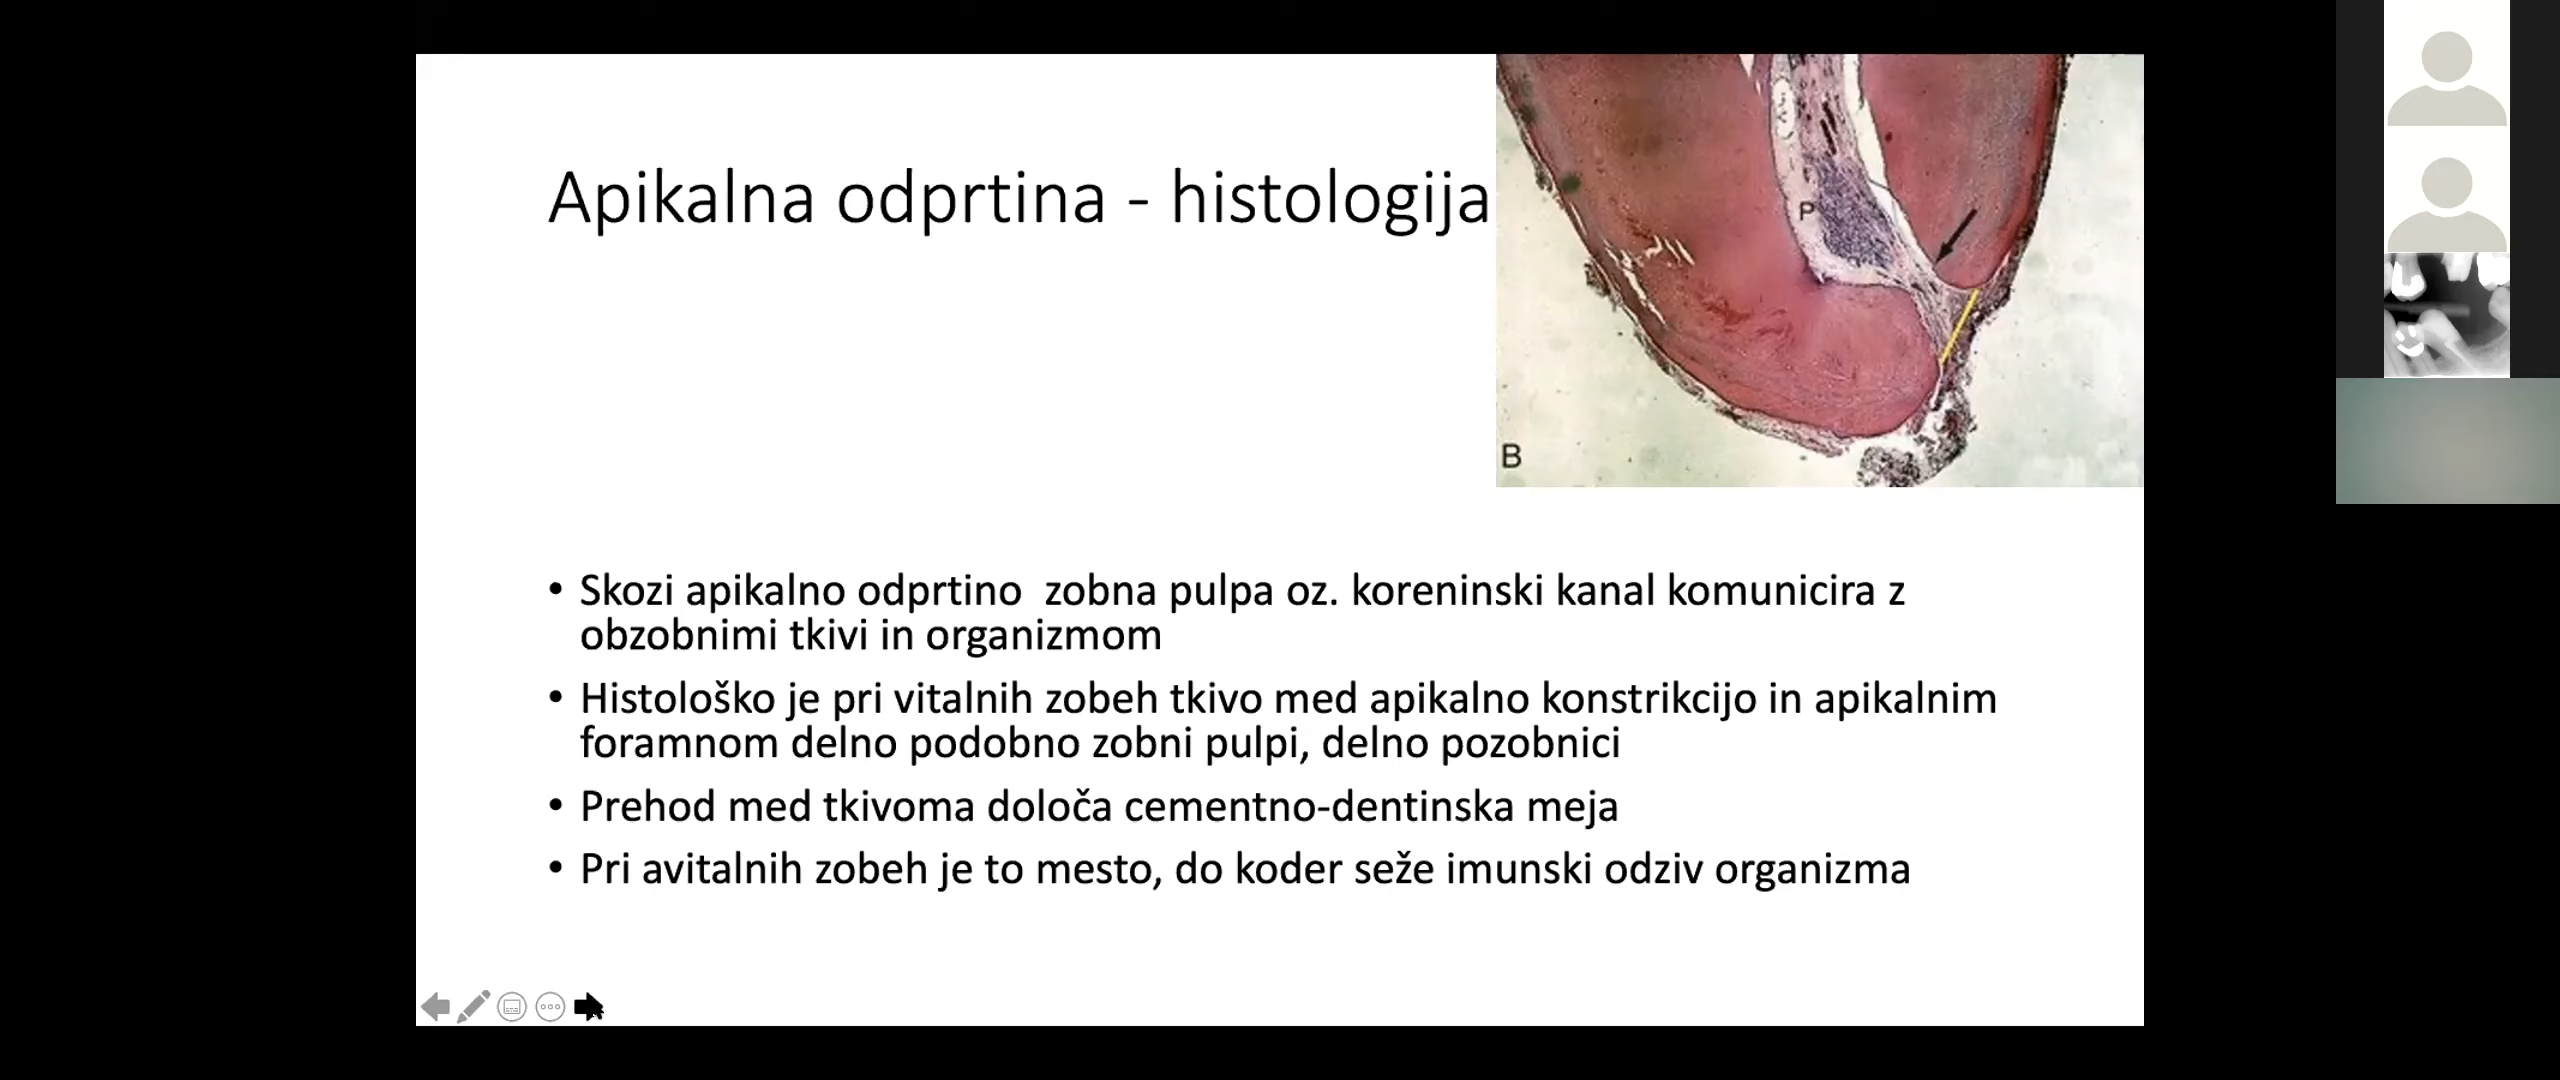 Apikalna odprtina - histologija
P
B
• Skozi apikalno odprtino  zobna pulpa oz. koreninski kanal komunicira z
obzobnimi tkivi in organizmom
• Histološko je pri vitalnih zobeh tkivo med apikalno konstrikcijo in apikalnim
foramnom delno podobno zobni pulpi, delno pozobnici
• Prehod med tkivoma določa cementno-dentinska meja
• Pri avitalnih zobeh je to mesto, do koder seže imunski odziv organizma